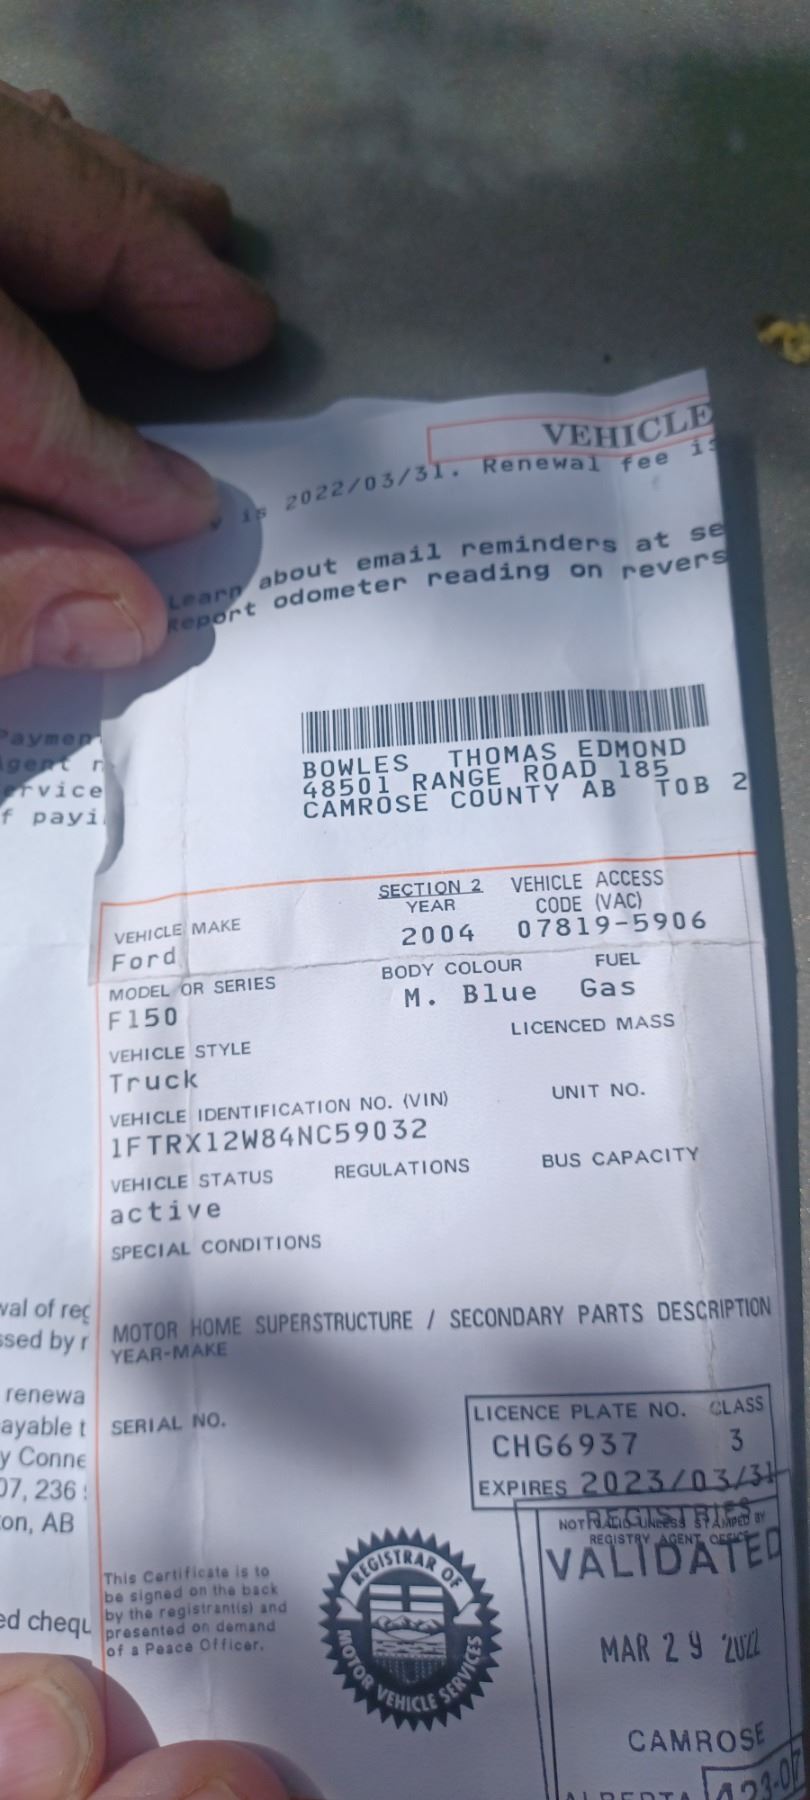 VEHICLE
is 2022/03/31. Renewal fee is
Learn about email reminders at se
Report odometer reading on revers
BOWLES THOMAS EDMOND
48501 RANGE ROAD 185
CAMROSE COUNTY AB T0B 2
SECTION 2
VEHICLE MAKE YEAR VEHICLE ACCESS CODE (VAC)
Ford 2004 07819-5906
MODEL OR SERIES BODY COLOUR FUEL
F150 M. Blue Gas
VEHICLE STYLE LICENCED MASS
Truck
VEHICLE IDENTIFICATION NO. (VIN) UNIT NO.
1FTRX12W84NC59032
VEHICLE STATUS REGULATIONS BUS CAPACITY
active
SPECIAL CONDITIONS
MOTOR HOME SUPERSTRUCTURE / SECONDARY PARTS DESCRIPTION
YEAR-MAKE
SERIAL NO.
LICENCE PLATE NO. CLASS
CHG6937 3
EXPIRES 2023/03/31
NOT VALID UNLESS STAMPED BY
REGISTRY AGENT OFFICE
REGISTRIES
VALIDATED
MAR 29 2022
CAMROSE
ALBERTA
This Certificate is to
be signed on the back
by the registrant(s) and
presented on demand
of a Peace Officer.
REGISTRAR OF
MOTOR VEHICLE SERVICES
Paymen
gent r
ervice
f payi
val of reg
ssed by r
renewa
ayable t
y Conne
07, 236
on, AB
ed chequ